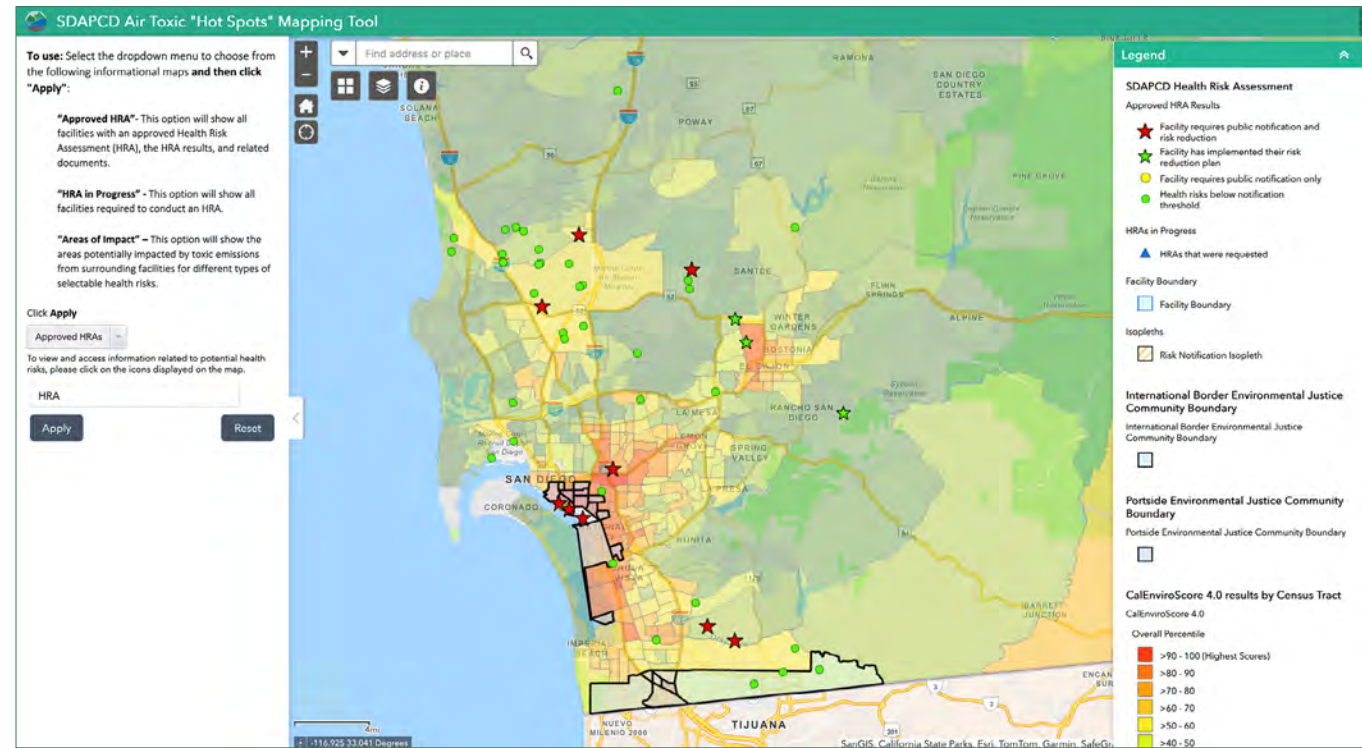 SDAPCD Air Toxic "Hot Spots" Mapping Tool
To use: Select the dropdown menu to choose from
the following informational maps and then click
"Apply":
"Approved HRA"- This option will show all
facilities with an approved Health Risk
Assessment (HRA), the HRA results, and related
documents.
"HRA in Progress" - This option will show all
facilities required to conduct an HRA.
"Areas of Impact" – This option will show the
areas potentially impacted by toxic emissions
from surrounding facilities for different types of
selectable health risks.
Click Apply
Approved HRAs
To view and access information related to potential health
risks, please click on the icons displayed on the map.
HRA
Apply
Reset
+
Find address or place
−
SOLANA
BEACH
RAMONA
SAN DIEGO
COUNTRY
ESTATES
POWAY
56
67
PINE GROVE
SANTEE
52
FLINN
SPRINGS
ALPINE
WINTER
GARDENS
BOSTONIA
EL CAJON
RANCHO SAN
DIEGO
LA MESA
LEMON
GROVE
SPRING
VALLEY
LA PRESA
SAN DIEGO
CORONADO
BONITA
CHULA
VISTA
IMPERIAL
BEACH
BARRETT
JUNCTION
NUEVO
MILENIO 2000
TIJUANA
4mi
-116.925 33.041 Degrees
SanGIS, California State Parks, Esri, TomTom, Garmin, SafeGr
Legend
SDAPCD Health Risk Assessment
Approved HRA Results
Facility requires public notification and
risk reduction
Facility has implemented their risk
reduction plan
Facility requires public notification only
Health risks below notification
threshold
HRAs in Progress
HRAs that were requested
Facility Boundary
Facility Boundary
Isopleths
Risk Notification Isopleth
International Border Environmental Justice
Community Boundary
International Border Environmental Justice
Community Boundary
Portside Environmental Justice Community
Boundary
Portside Environmental Justice Community Boundary
CalEnviroScore 4.0 results by Census Tract
CalEnviroScore 4.0
Overall Percentile
>90 - 100 (Highest Scores)
>80 - 90
>70 - 80
>60 - 70
>50 - 60
>40 - 50